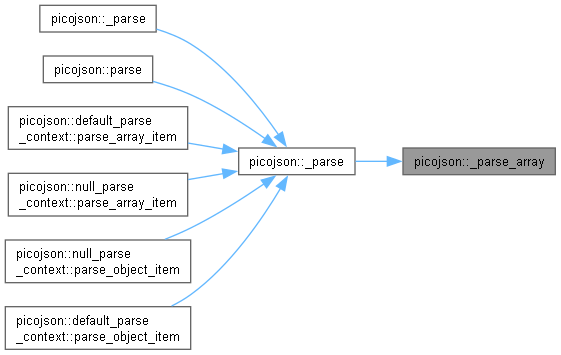 picojson::_parse
picojson::parse
picojson::default_parse
_context::parse_array_item
picojson::null_parse
_context::parse_array_item
picojson::null_parse
_context::parse_object_item
picojson::default_parse
_context::parse_object_item
picojson::_parse
picojson::_parse_array